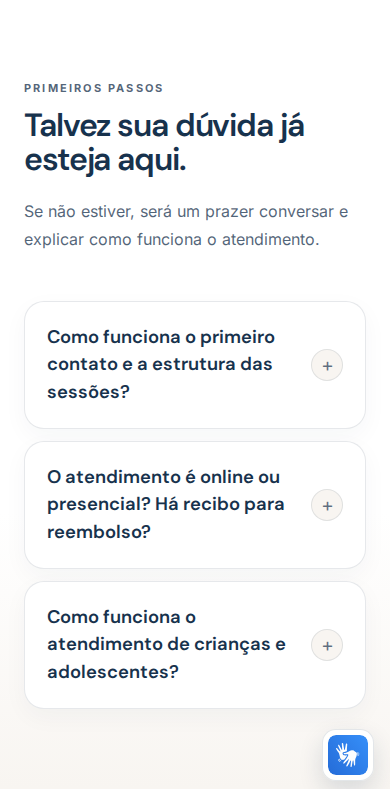 PRIMEIROS PASSOS
Talvez sua dúvida já
esteja aqui.
Se não estiver, será um prazer conversar e
explicar como funciona o atendimento.
Como funciona o primeiro
contato e a estrutura das
sessões?
+
O atendimento é online ou
presencial? Há recibo para
reembolso?
+
Como funciona o
atendimento de crianças e
adolescentes?
+